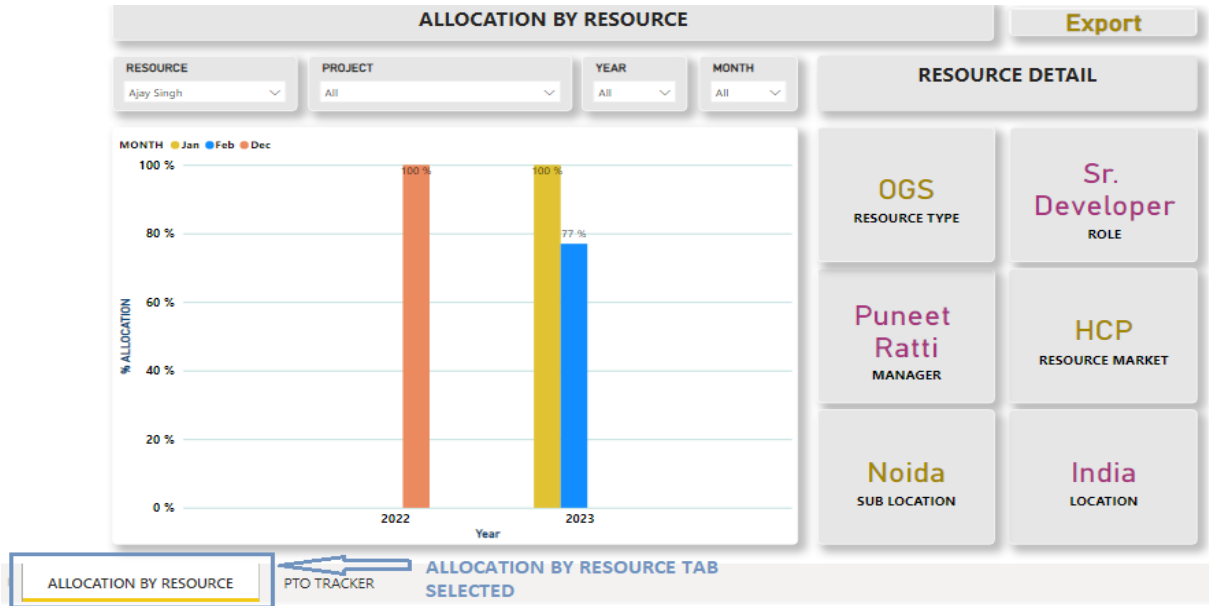 ALLOCATION BY RESOURCE
Export
RESOURCE
Ajay Singh
PROJECT
All
YEAR
All
MONTH
All
RESOURCE DETAIL
MONTH Jan Feb Dec
100 %
80 %
60 %
40 %
20 %
0 %
% ALLOCATION
100 %
100 %
77 %
2022
2023
Year
OGS
RESOURCE TYPE
Sr.
Developer
ROLE
Puneet
Ratti
MANAGER
HCP
RESOURCE MARKET
Noida
SUB LOCATION
India
LOCATION
ALLOCATION BY RESOURCE
PTO TRACKER
ALLOCATION BY RESOURCE TAB
SELECTED